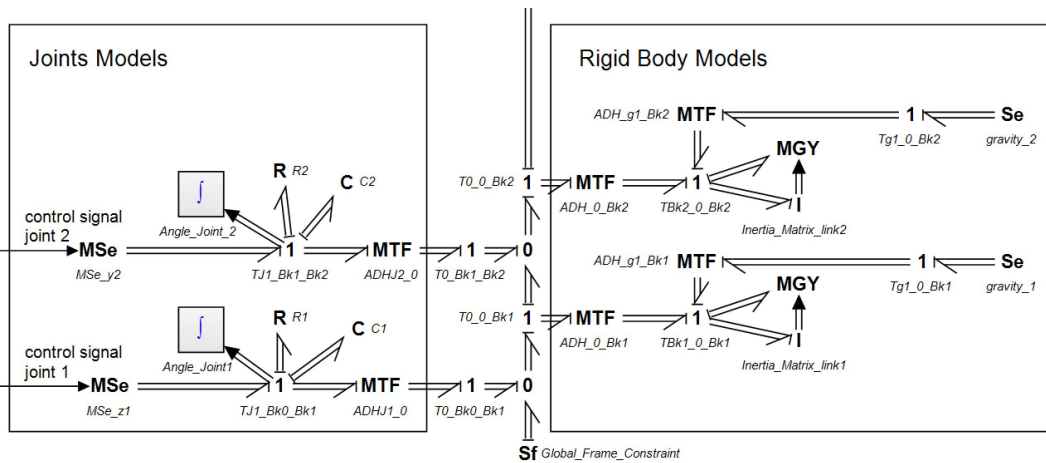 Joints Models
Rigid Body Models
ADH_g1_Bk2 MTF 1 Se
Tg1_0_Bk2 gravity_2
MGY
R R2 C C2
T0_0_Bk2 1 MTF 1
ADH_0_Bk2 TBk2_0_Bk2 I
∫
Angle_Joint_2
Inertia_Matrix_link2
control signal
joint 2
MSe 1 MTF 1 0
MSe_y2 TJ1_Bk1_Bk2 ADHJ2_0 T0_Bk1_Bk2
ADH_g1_Bk1 MTF 1 Se
Tg1_0_Bk1 gravity_1
MGY
R R1 C C1
T0_0_Bk1 1 MTF 1
ADH_0_Bk1 TBk1_0_Bk1 I
∫
Angle_Joint1
Inertia_Matrix_link1
control signal
joint 1
MSe 1 MTF 1 0
MSe_z1 TJ1_Bk0_Bk1 ADHJ1_0 T0_Bk0_Bk1
Sf Global_Frame_Constraint